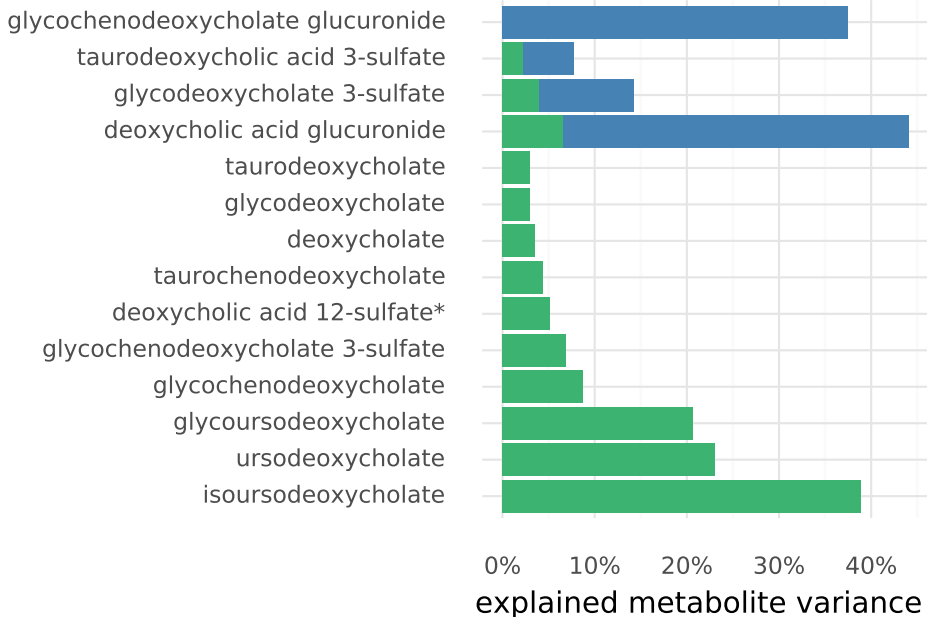 glycochenodeoxycholate glucuronide
taurodeoxycholic acid 3-sulfate
glycodeoxycholate 3-sulfate
deoxycholic acid glucuronide
taurodeoxycholate
glycodeoxycholate
deoxycholate
taurochenodeoxycholate
deoxycholic acid 12-sulfate*
glycochenodeoxycholate 3-sulfate
glycochenodeoxycholate
glycoursodeoxycholate
ursodeoxycholate
isoursodeoxycholate
0% 10% 20% 30% 40%
explained metabolite variance